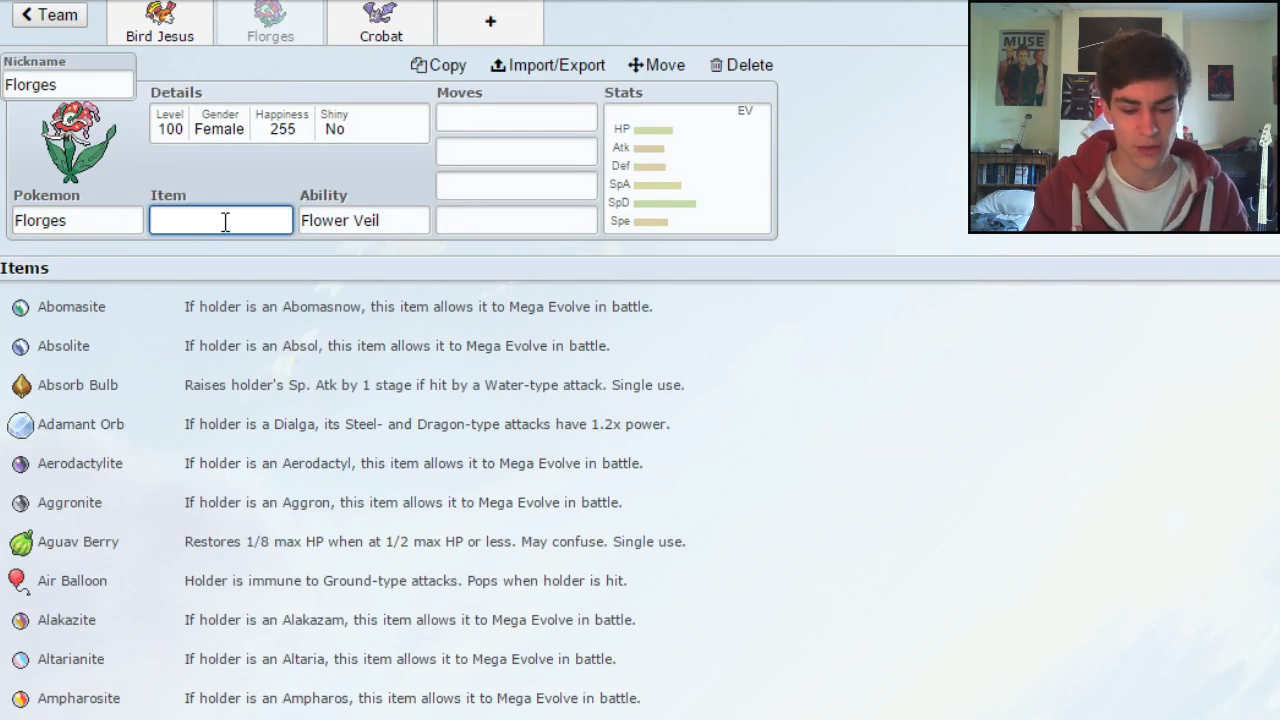 Team
Bird Jesus
Florges
Crobat
+
Nickname
Florges
Copy
Import/Export
Move
Delete
Details
Level
100
Gender
Female
Happiness
255
Shiny
No
Moves
Stats
EV
HP
Atk
Def
SpA
SpD
Spe
Pokemon
Florges
Item
Ability
Flower Veil
MUSE
Items
Abomasite If holder is an Abomasnow, this item allows it to Mega Evolve in battle.
Absolite If holder is an Absol, this item allows it to Mega Evolve in battle.
Absorb Bulb Raises holder's Sp. Atk by 1 stage if hit by a Water-type attack. Single use.
Adamant Orb If holder is a Dialga, its Steel- and Dragon-type attacks have 1.2x power.
Aerodactylite If holder is an Aerodactyl, this item allows it to Mega Evolve in battle.
Aggronite If holder is an Aggron, this item allows it to Mega Evolve in battle.
Aguav Berry Restores 1/8 max HP when at 1/2 max HP or less. May confuse. Single use.
Air Balloon Holder is immune to Ground-type attacks. Pops when holder is hit.
Alakazite If holder is an Alakazam, this item allows it to Mega Evolve in battle.
Altarianite If holder is an Altaria, this item allows it to Mega Evolve in battle.
Ampharosite If holder is an Ampharos, this item allows it to Mega Evolve in battle.